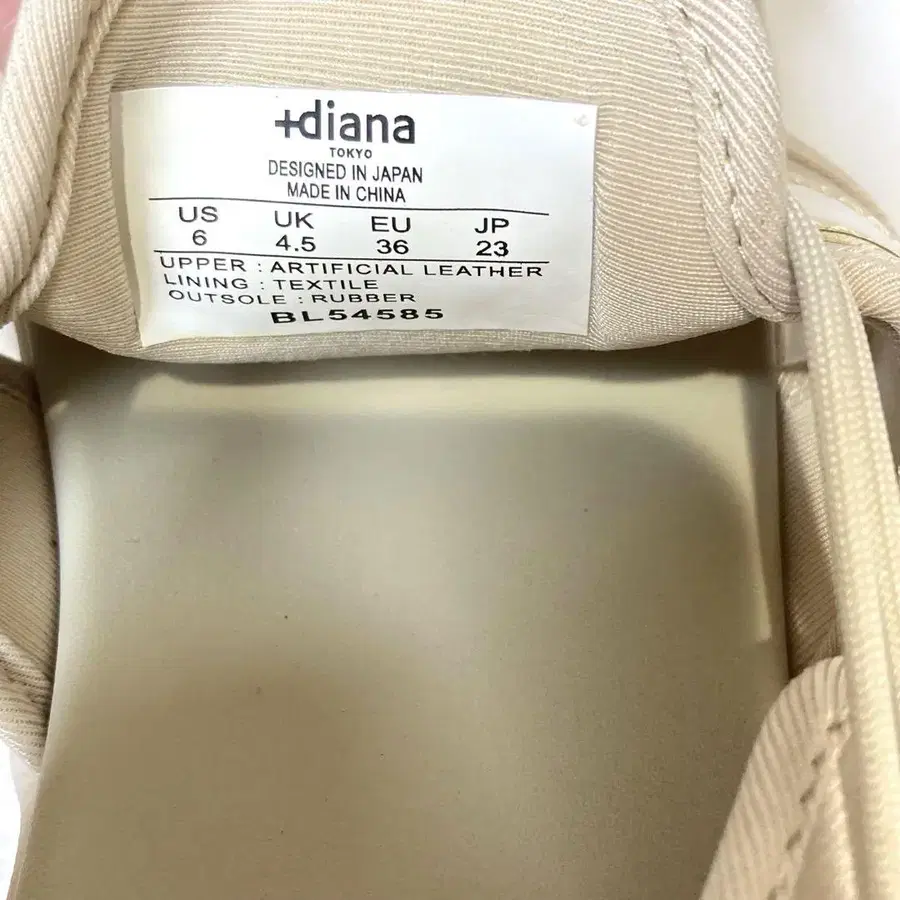 +diana
TOKYO
DESIGNED IN JAPAN
MADE IN CHINA
US UK EU JP
6 4.5 36 23
UPPER : ARTIFICIAL LEATHER
LINING : TEXTILE
OUTSOLE : RUBBER
BL54585